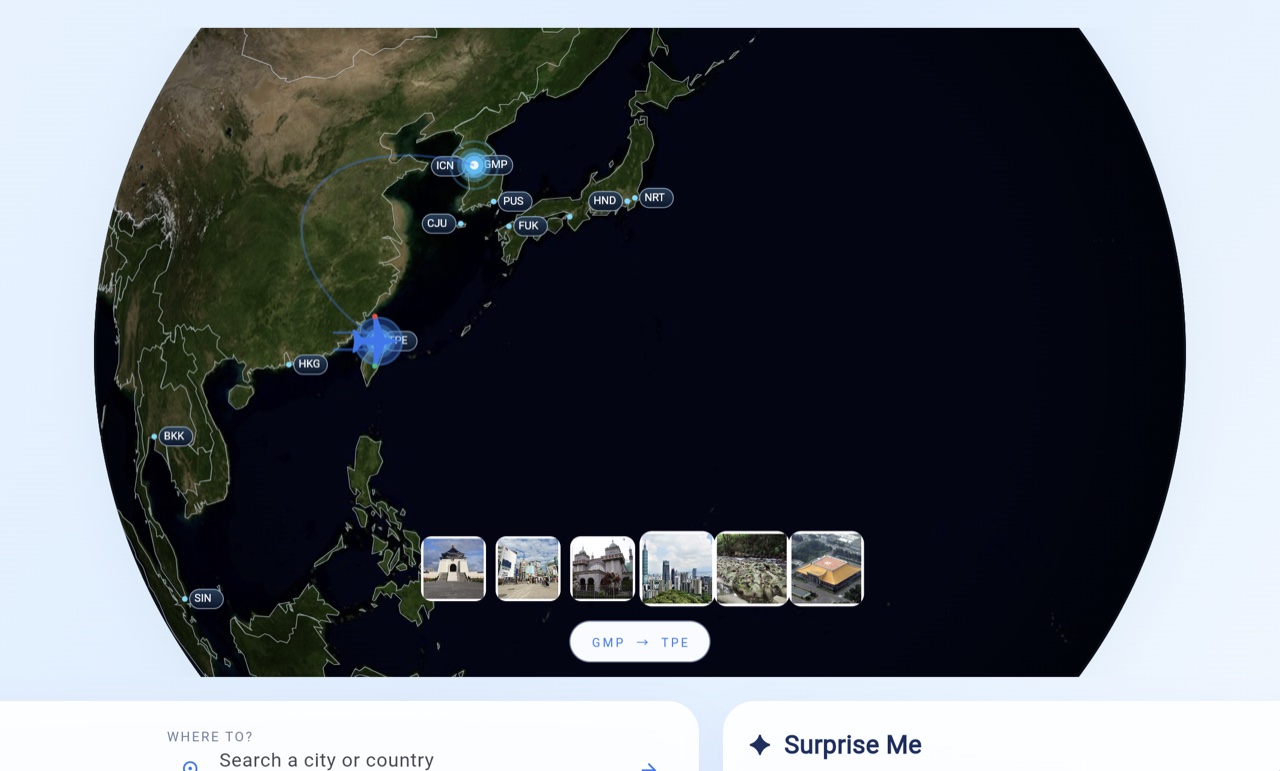 ICN
GMP
PUS
HND
NRT
CJU
FUK
TPE
HKG
BKK
SIN
GMP → TPE
WHERE TO?
Search a city or country
Surprise Me